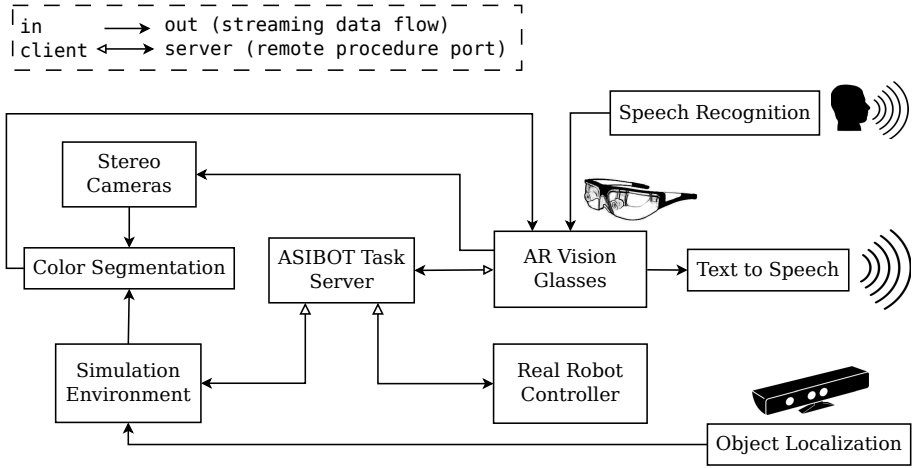 in out (streaming data flow)
client server (remote procedure port)
Speech Recognition
Stereo
Cameras
Color Segmentation
ASIBOT Task
Server
AR Vision
Glasses
Text to Speech
Simulation
Environment
Real Robot
Controller
Object Localization